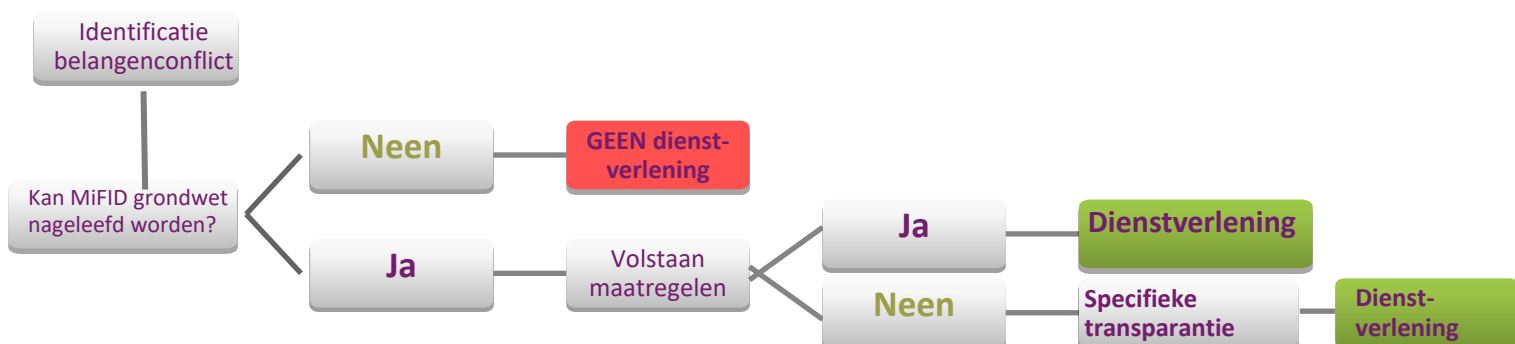 Identificatie
belangenconflict
Kan MiFID grondwet
nageleefd worden?
Neen
GEEN dienst-
verlening
Ja
Volstaan
maatregelen
Ja
Dienstverlening
Neen
Specifieke
transparantie
Dienst-
verlening